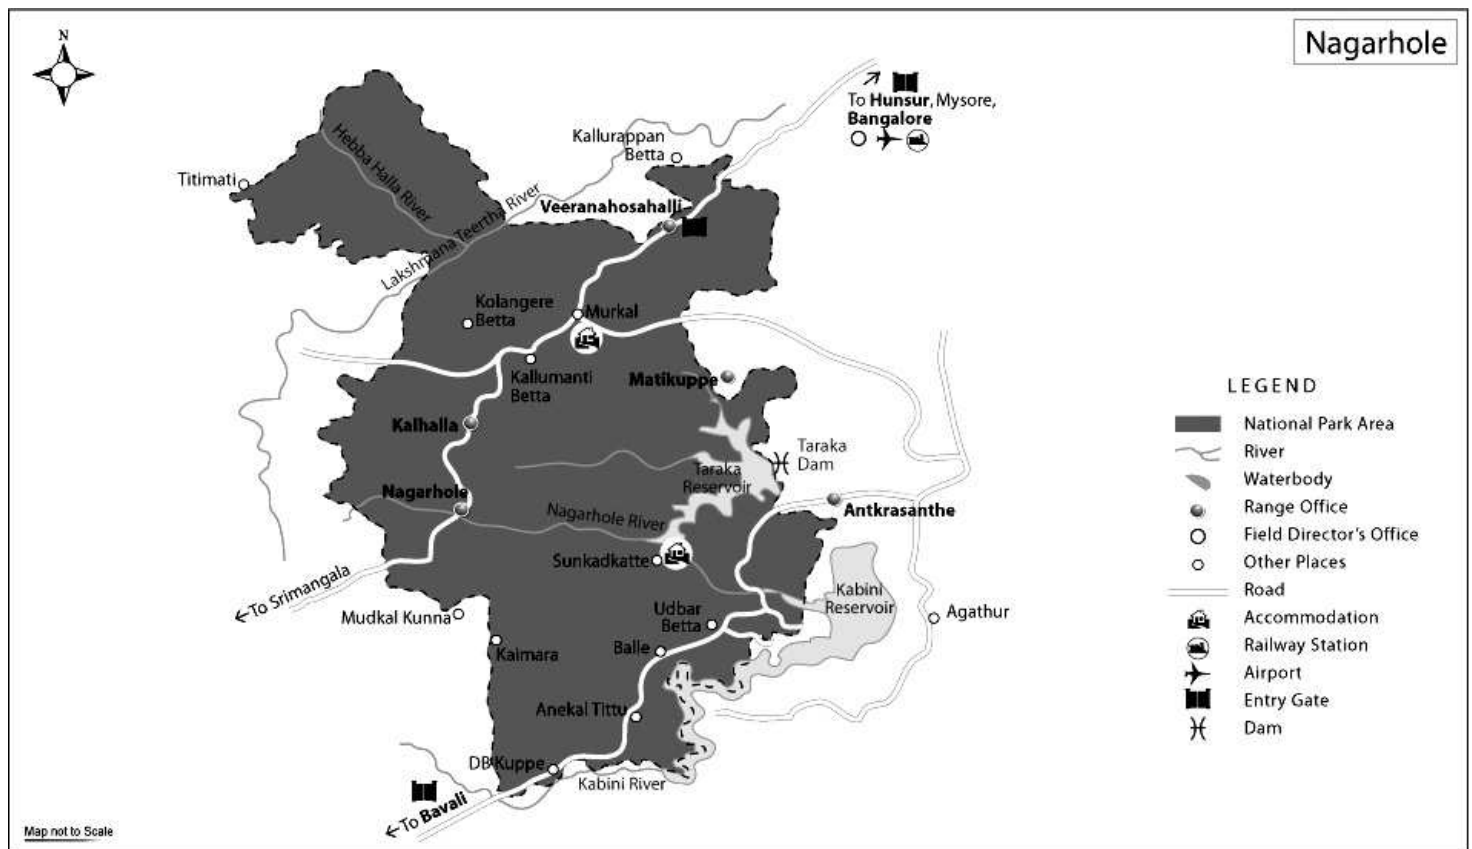 Nagarhole
N
To Hunsur, Mysore,
Bangalore
Kallurappan
Betta
Hebba Halla River
Titimati
Lakshmana Teertha River
Veeranahosahalli
Kolangere
Betta
Murkal
Kallumanti
Betta
Matikuppe
Kalhalla
Taraka
Dam
Taraka
Reservoir
Nagarhole
Nagarhole River
Antkrasanthe
Sunkadkatte
To Srimangala
Kabini
Reservoir
Mudkal Kunna
Udbar
Betta
Agathur
Kaimara
Balle
Anekal Tittu
DB Kuppe
Kabini River
To Bavali
Map not to Scale
LEGEND
National Park Area
River
Waterbody
Range Office
Field Director's Office
Other Places
Road
Accommodation
Railway Station
Airport
Entry Gate
Dam